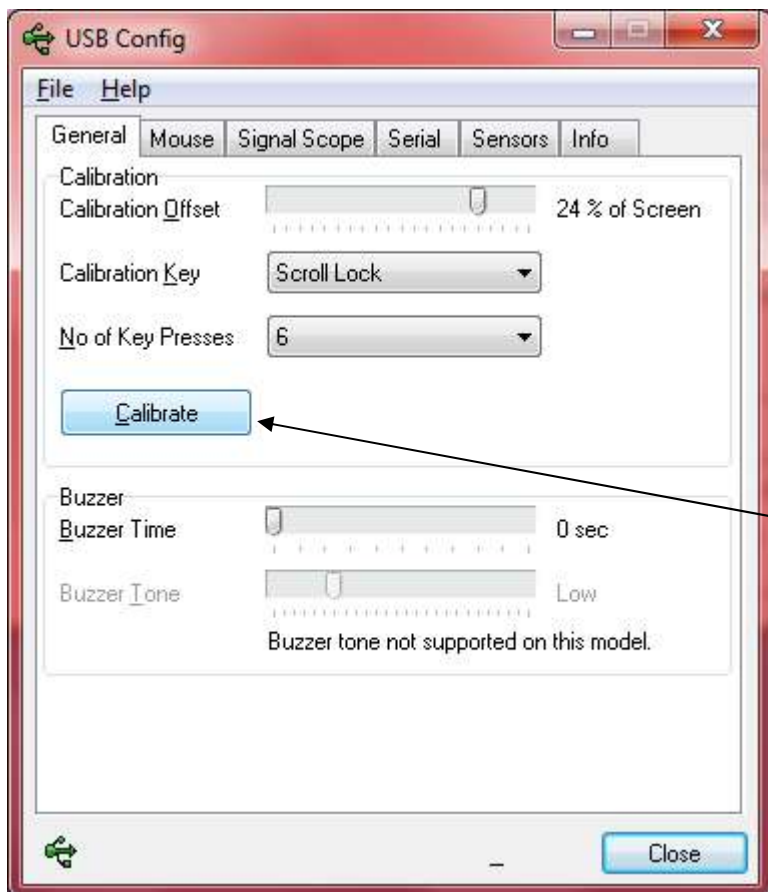 USB Config
File Help
General Mouse Signal Scope Serial Sensors Info
Calibration
Calibration Offset 24 % of Screen
Calibration Key Scroll Lock
No of Key Presses 6
Calibrate
Buzzer
Buzzer Time 0 sec
Buzzer Tone Low
Buzzer tone not supported on this model.
Close